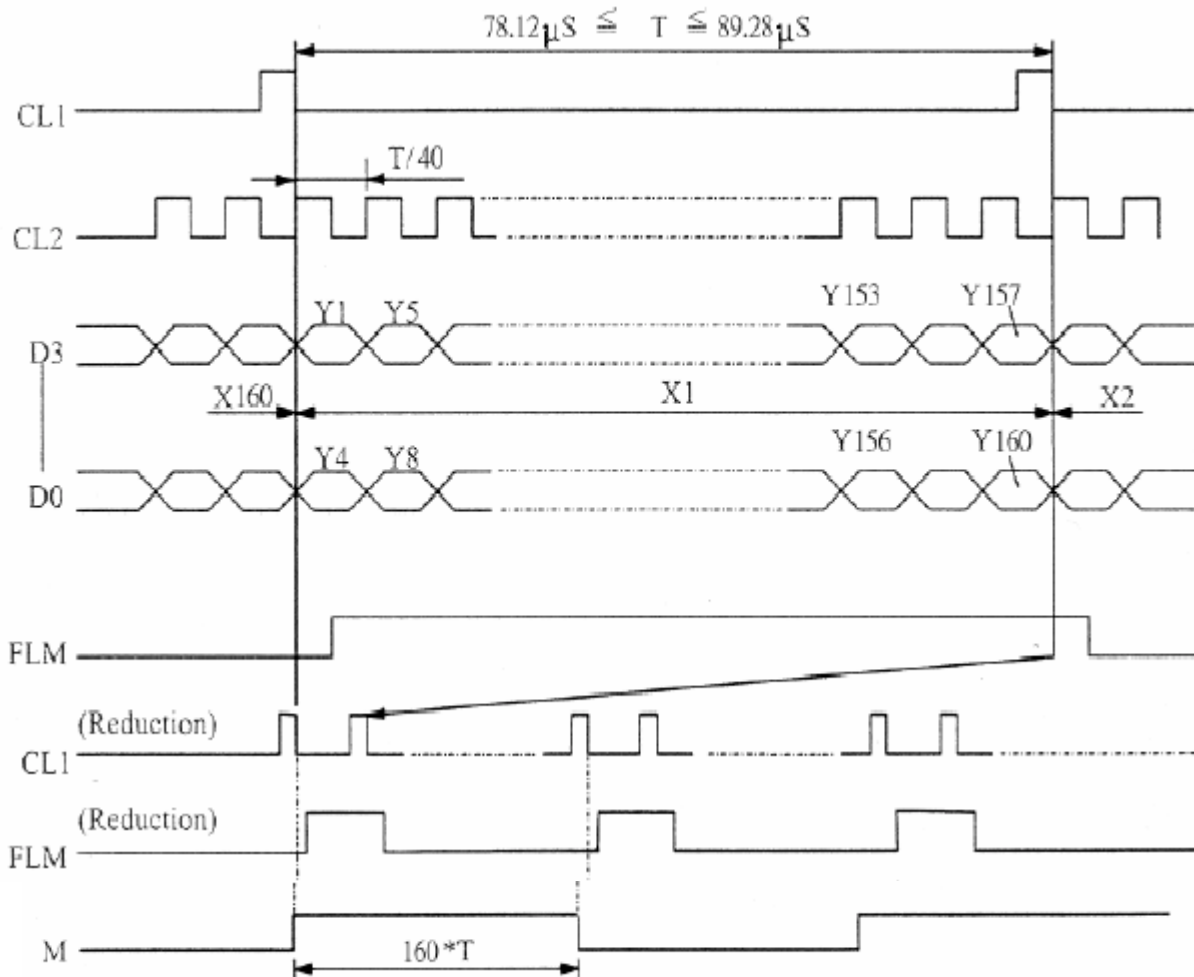 78.12μS ≦ T ≦ 89.28μS
CL1
T/40
CL2
Y1 Y5 Y153 Y157
D3
X160 X1 X2
Y4 Y8 Y156 Y160
D0
FLM
(Reduction)
CL1
(Reduction)
FLM
M
160*T